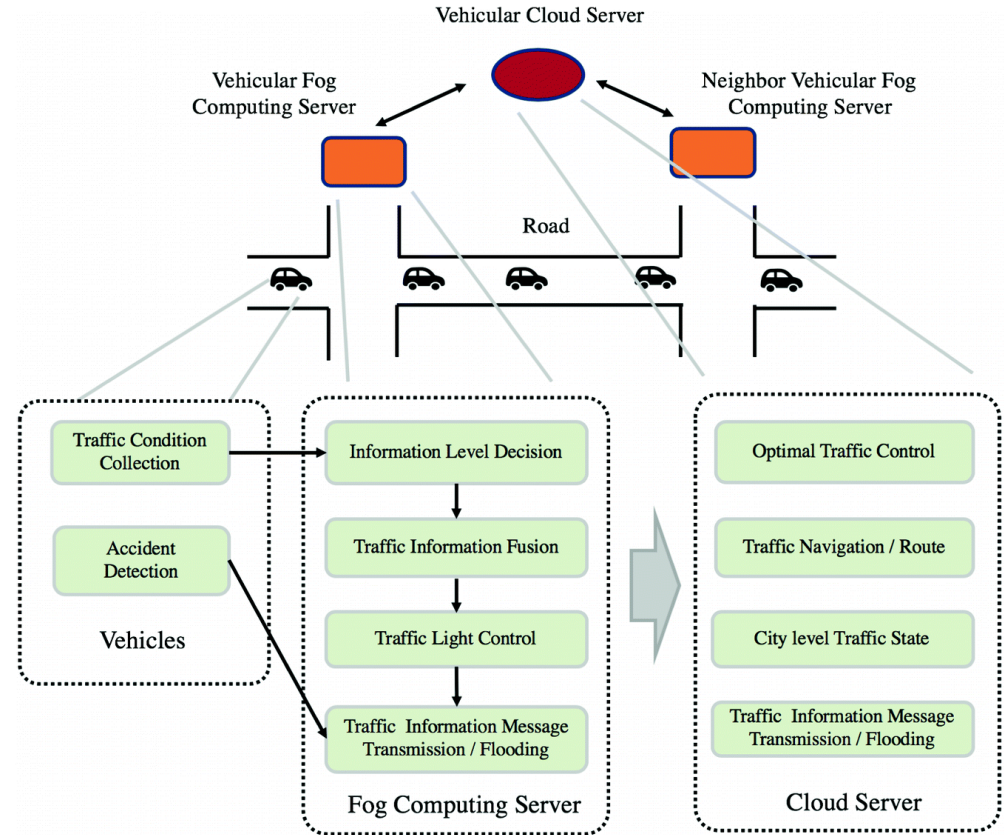 Vehicular Cloud Server
Vehicular Fog
Computing Server
Neighbor Vehicular Fog
Computing Server
Road
Traffic Condition
Collection
Accident
Detection
Vehicles
Information Level Decision
Traffic Information Fusion
Traffic Light Control
Traffic Information Message
Transmission / Flooding
Fog Computing Server
Optimal Traffic Control
Traffic Navigation / Route
City level Traffic State
Traffic Information Message
Transmission / Flooding
Cloud Server